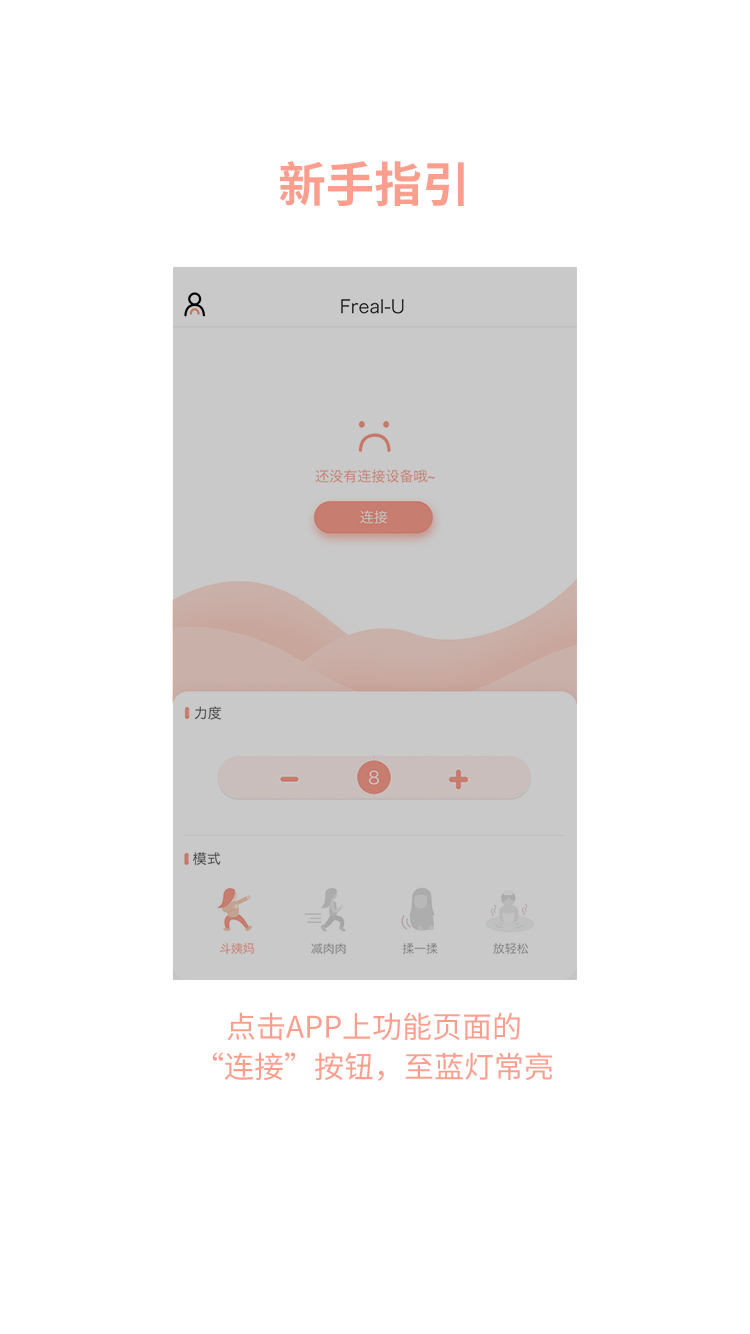 新手指引
Freal-U
还没有连接设备哦~
连接
力度
8
模式
斗姨妈
减肉肉
揉一揉
放轻松
点击APP上功能页面的
“连接”按钮，至蓝灯常亮